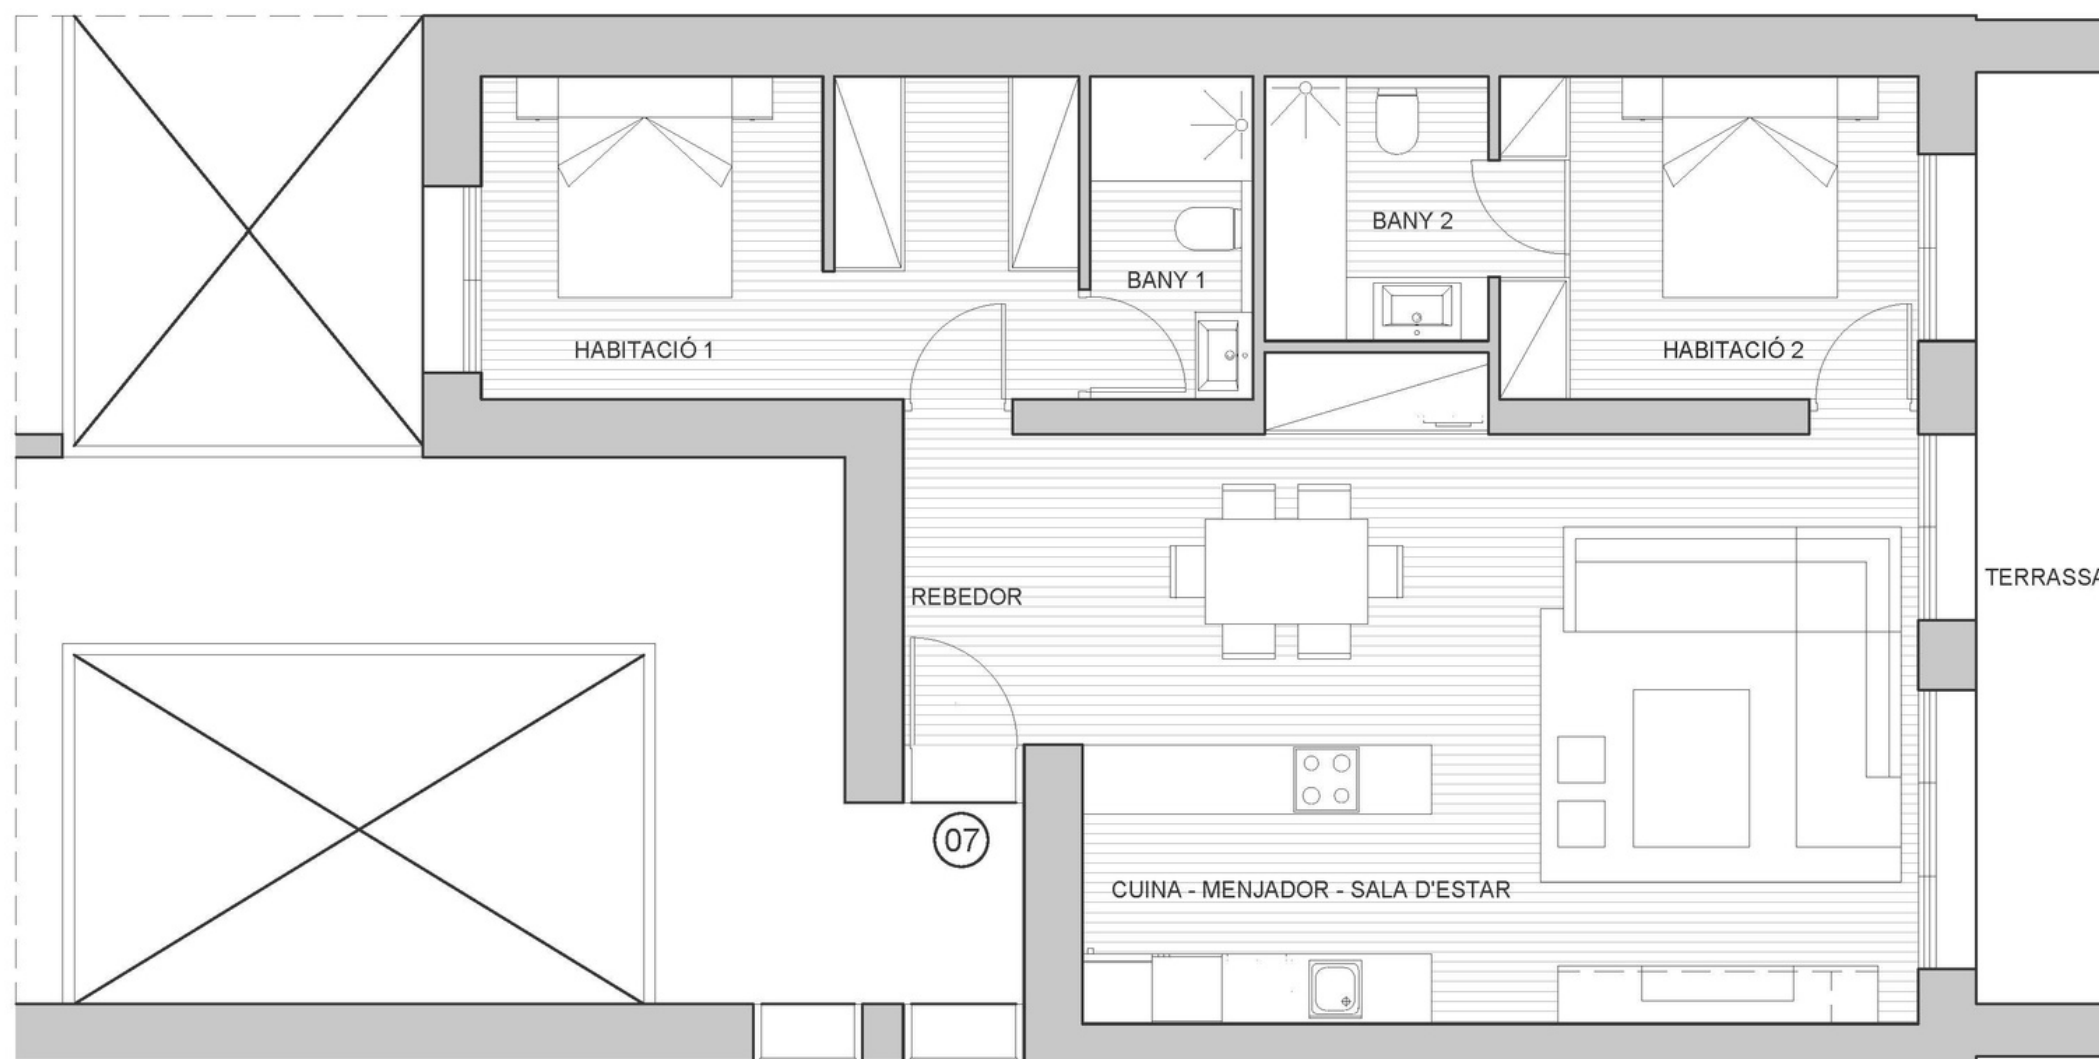 BANY 2
BANY 1
HABITACIÓ 1
HABITACIÓ 2
TERRASSA
REBEDOR
07
CUINA - MENJADOR - SALA D'ESTAR